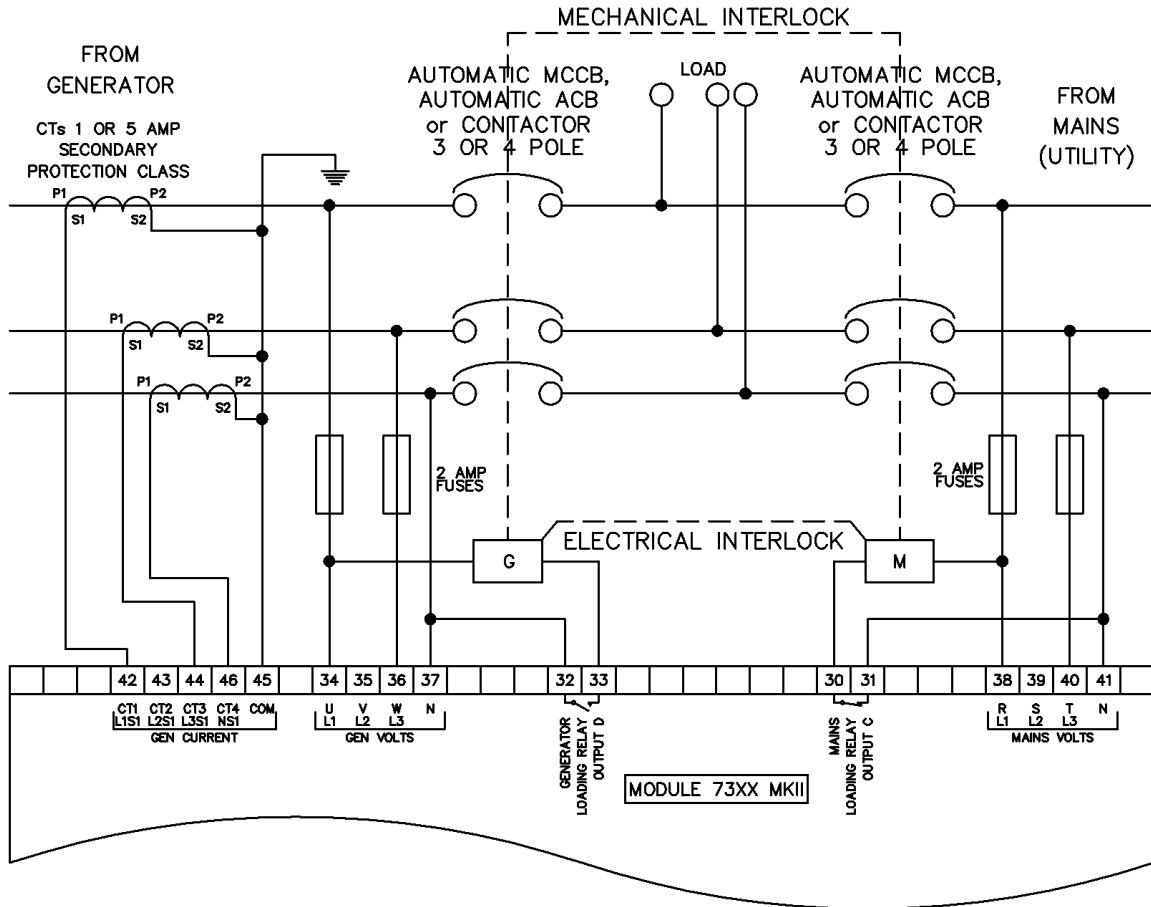 MECHANICAL INTERLOCK
FROM
GENERATOR
CTs 1 OR 5 AMP
SECONDARY
PROTECTION CLASS
AUTOMATIC MCCB,
AUTOMATIC ACB
or CONTACTOR
3 OR 4 POLE
LOAD
AUTOMATIC MCCB,
AUTOMATIC ACB
or CONTACTOR
3 OR 4 POLE
FROM
MAINS
(UTILITY)
P1 P2
S1 S2
P1 P2
S1 S2
P1 P2
S1 S2
2 AMP
FUSES
2 AMP
FUSES
ELECTRICAL INTERLOCK
G
M
42 43 44 46 45 34 35 36 37 32 33 30 31 38 39 40 41
CT1 CT2 CT3 CT4 COM
L1S1 L2S1 L3S1 NS1
GEN CURRENT
U V W N
L1 L2 L3
GEN VOLTS
GENERATOR
LOADING RELAY
OUTPUT D
MAINS
LOADING RELAY
OUTPUT C
R S T N
L1 L2 L3
MAINS VOLTS
MODULE 73XX MKII